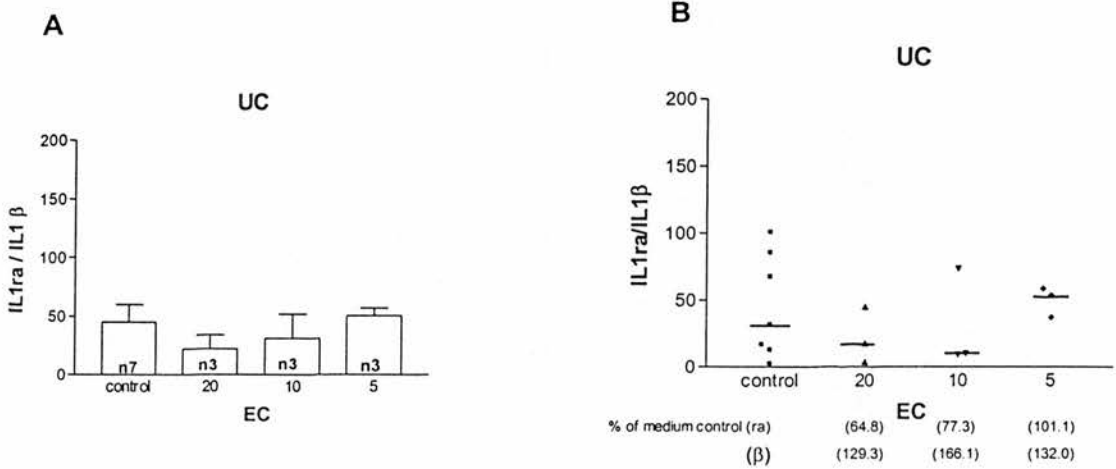 A
UC
200
150
100
50
0
IL1ra / IL1 β
n7 n3 n3 n3
control 20 10 5
EC
B
UC
200
150
100
50
0
IL1ra/IL1β
control 20 10 5
EC
% of medium control (ra) (64.8) (77.3) (101.1)
(β) (129.3) (166.1) (132.0)